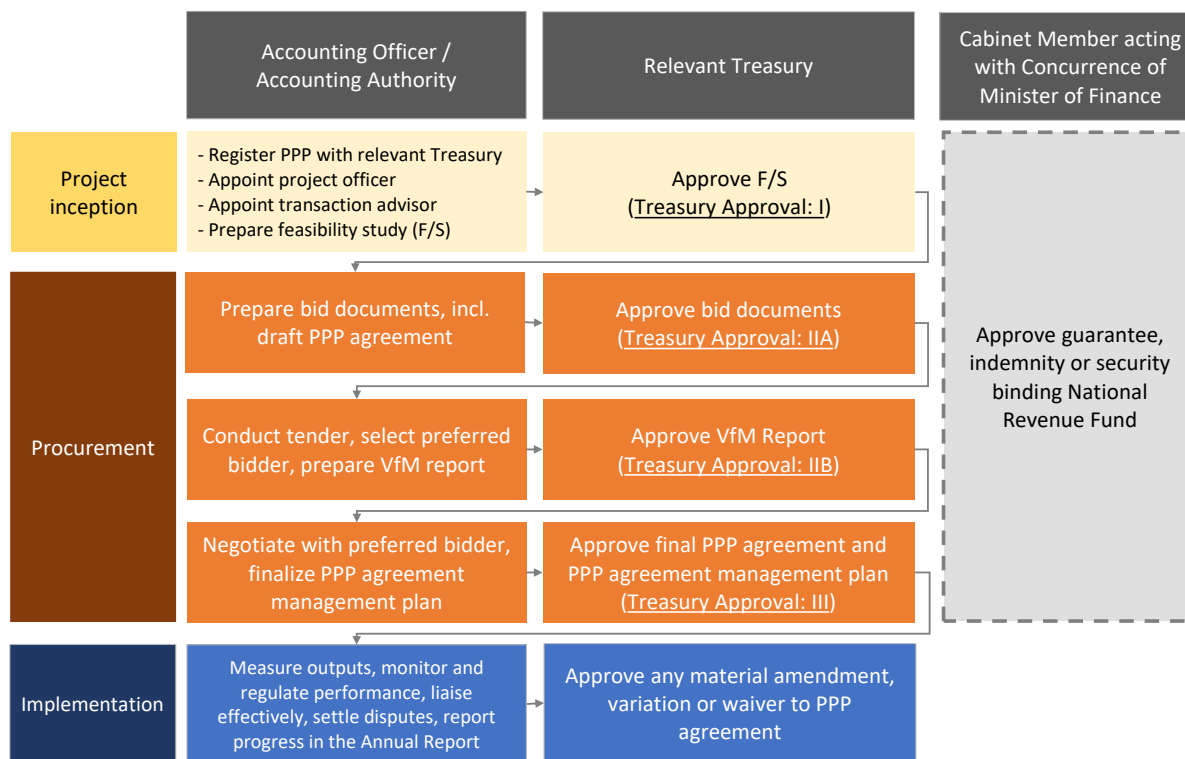 Accounting Officer /
Accounting Authority
Relevant Treasury
Cabinet Member acting
with Concurrence of
Minister of Finance
Project
inception
- Register PPP with relevant Treasury
- Appoint project officer
- Appoint transaction advisor
- Prepare feasibility study (F/S)
Approve F/S
(Treasury Approval: I)
Procurement
Prepare bid documents, incl.
draft PPP agreement
Approve bid documents
(Treasury Approval: IIA)
Conduct tender, select preferred
bidder, prepare VfM report
Approve VfM Report
(Treasury Approval: IIB)
Negotiate with preferred bidder,
finalize PPP agreement
management plan
Approve final PPP agreement and
PPP agreement management plan
(Treasury Approval: III)
Approve guarantee,
indemnity or security
binding National
Revenue Fund
Implementation
Measure outputs, monitor and
regulate performance, liaise
effectively, settle disputes, report
progress in the Annual Report
Approve any material amendment,
variation or waiver to PPP
agreement